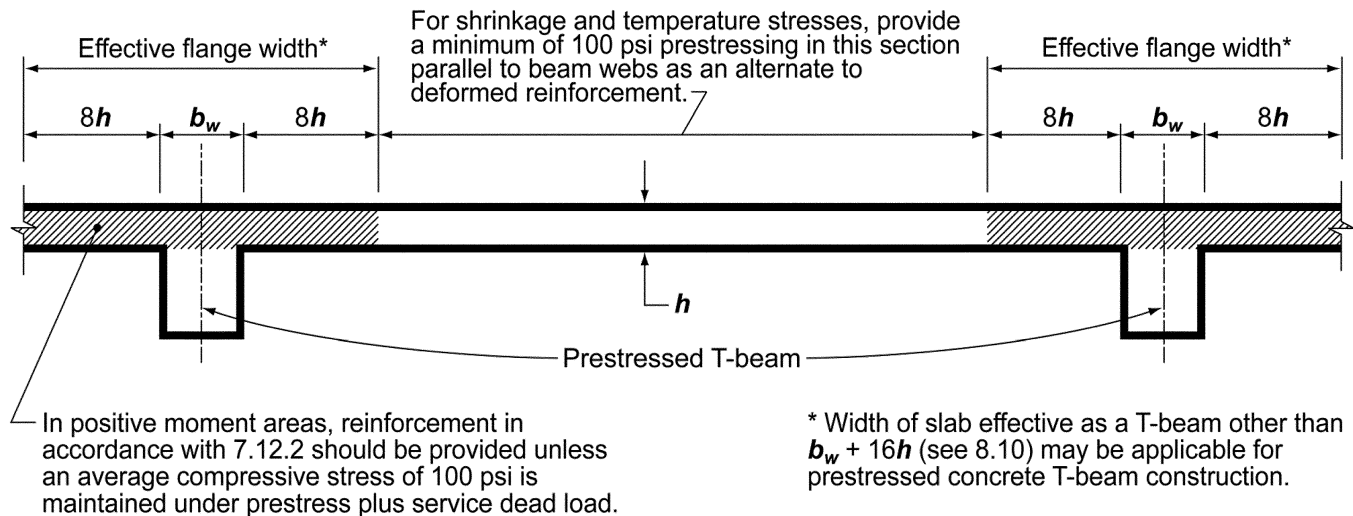 For shrinkage and temperature stresses, provide
a minimum of 100 psi prestressing in this section
parallel to beam webs as an alternate to
deformed reinforcement.
Effective flange width*
Effective flange width*
8h
bw
8h
8h
bw
8h
h
Prestressed T-beam
In positive moment areas, reinforcement in
accordance with 7.12.2 should be provided unless
an average compressive stress of 100 psi is
maintained under prestress plus service dead load.
* Width of slab effective as a T-beam other than
bw + 16h (see 8.10) may be applicable for
prestressed concrete T-beam construction.